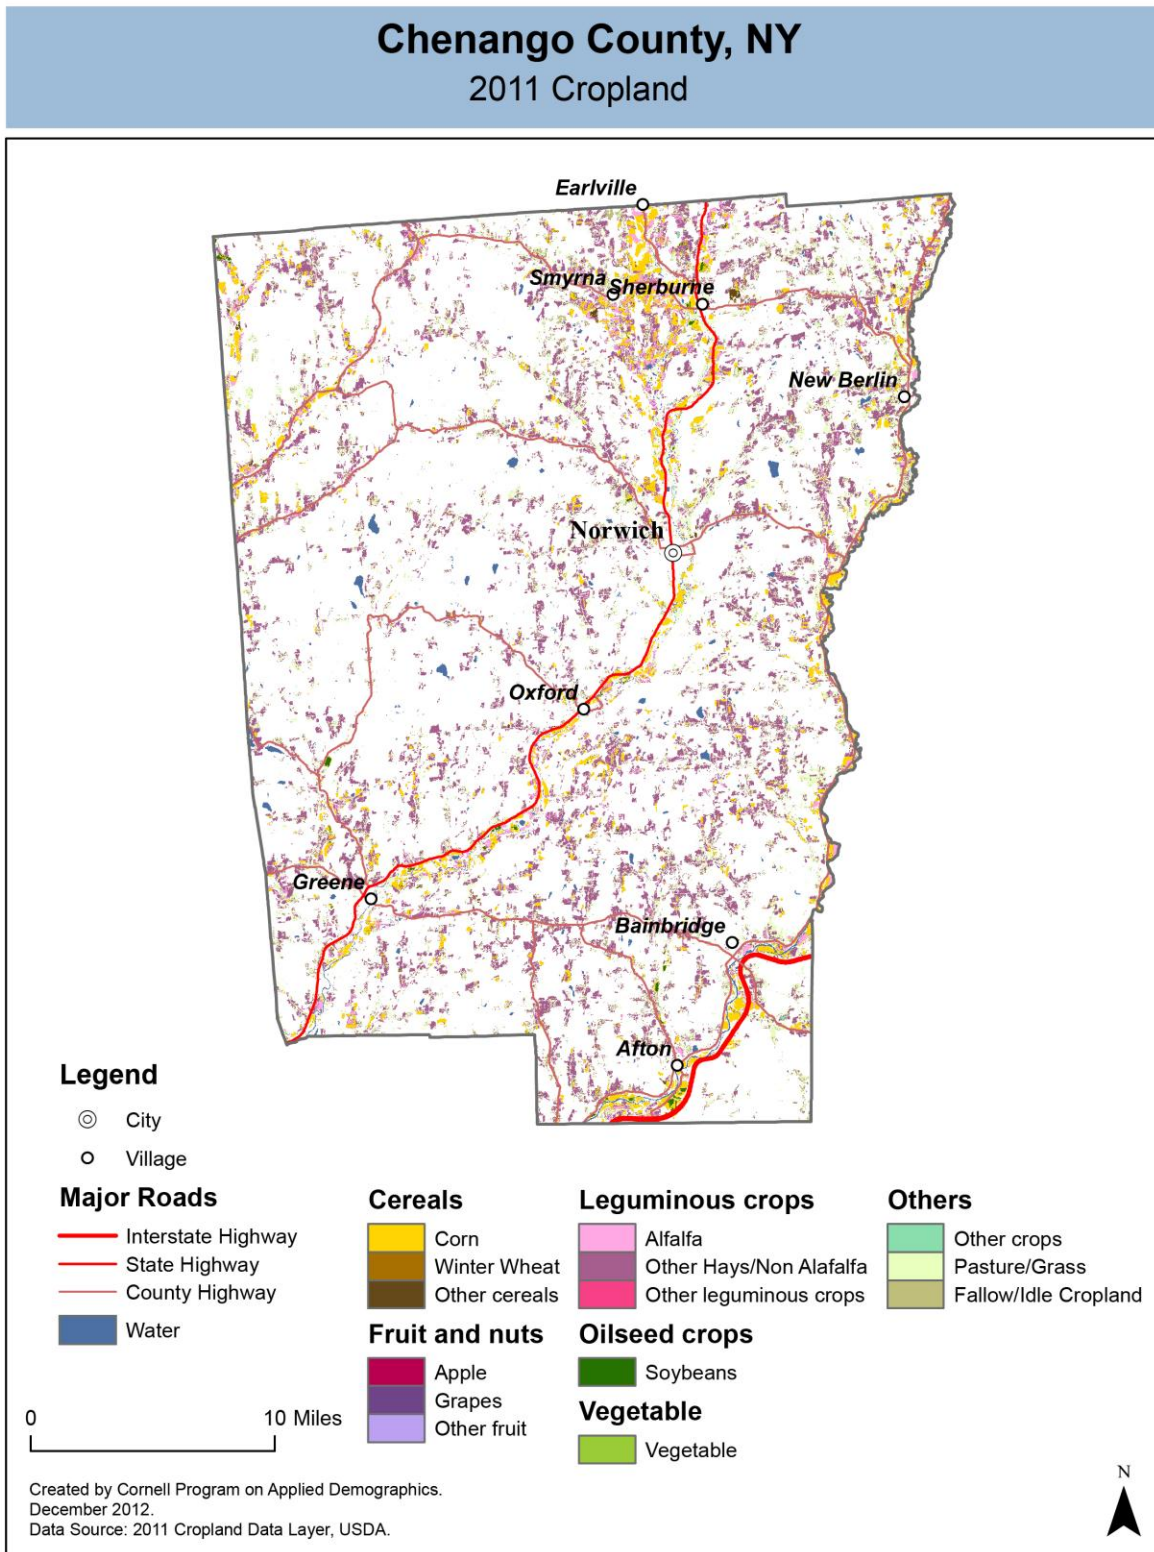 Chenango County, NY
2011 Cropland
Earlville
Smyrna
Sherburne
New Berlin
Norwich
Oxford
Greene
Bainbridge
Afton
Legend
City
Village
Major Roads
Interstate Highway
State Highway
County Highway
Water
Cereals
Corn
Winter Wheat
Other cereals
Fruit and nuts
Apple
Grapes
Other fruit
Leguminous crops
Alfalfa
Other Hays/Non Alafalfa
Other leguminous crops
Oilseed crops
Soybeans
Vegetable
Vegetable
Others
Other crops
Pasture/Grass
Fallow/Idle Cropland
0 10 Miles
Created by Cornell Program on Applied Demographics.
December 2012.
Data Source: 2011 Cropland Data Layer, USDA.
N